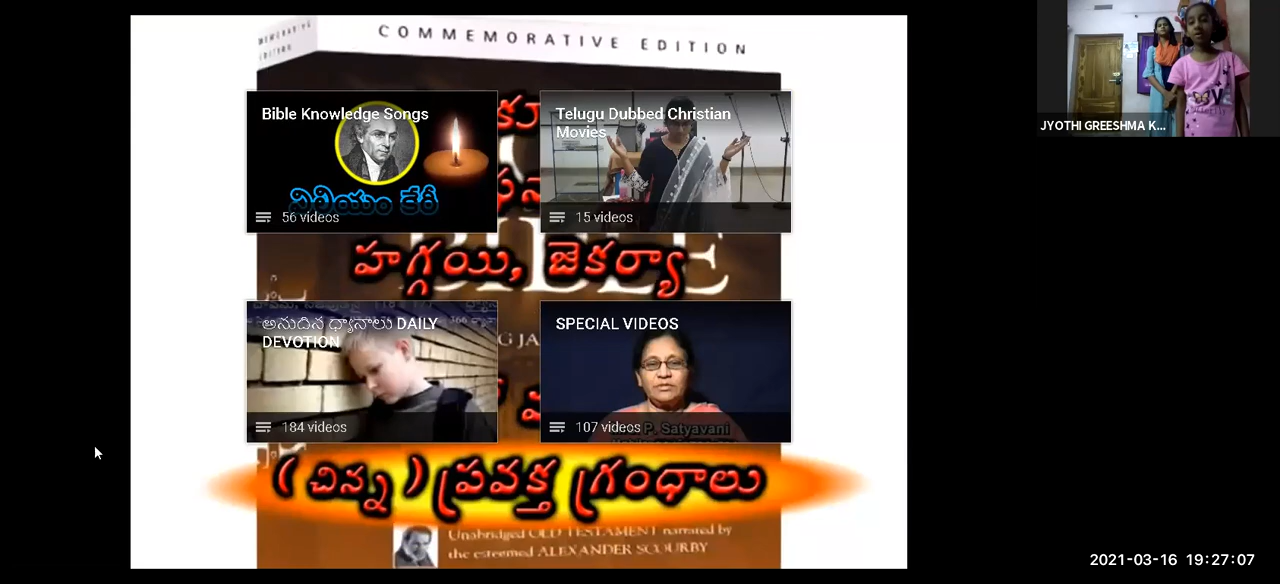 COMMEMORATIVE EDITION
Bible Knowledge Songs
విలియం కేరీ
56 videos
Telugu Dubbed Christian
Movies
15 videos
హగ్గయి, జెకర్యా
అనుదిన ధ్యానాలు DAILY
DEVOTION
184 videos
SPECIAL VIDEOS
P. Satyavani
107 videos
( చిన్న ) ప్రవక్త గ్రంధాలు
Unabridged OLD TESTAMENT narrated by
the esteemed ALEXANDER SCOURBY
JYOTHI GREESHMA K...
2021-03-16 19:27:07